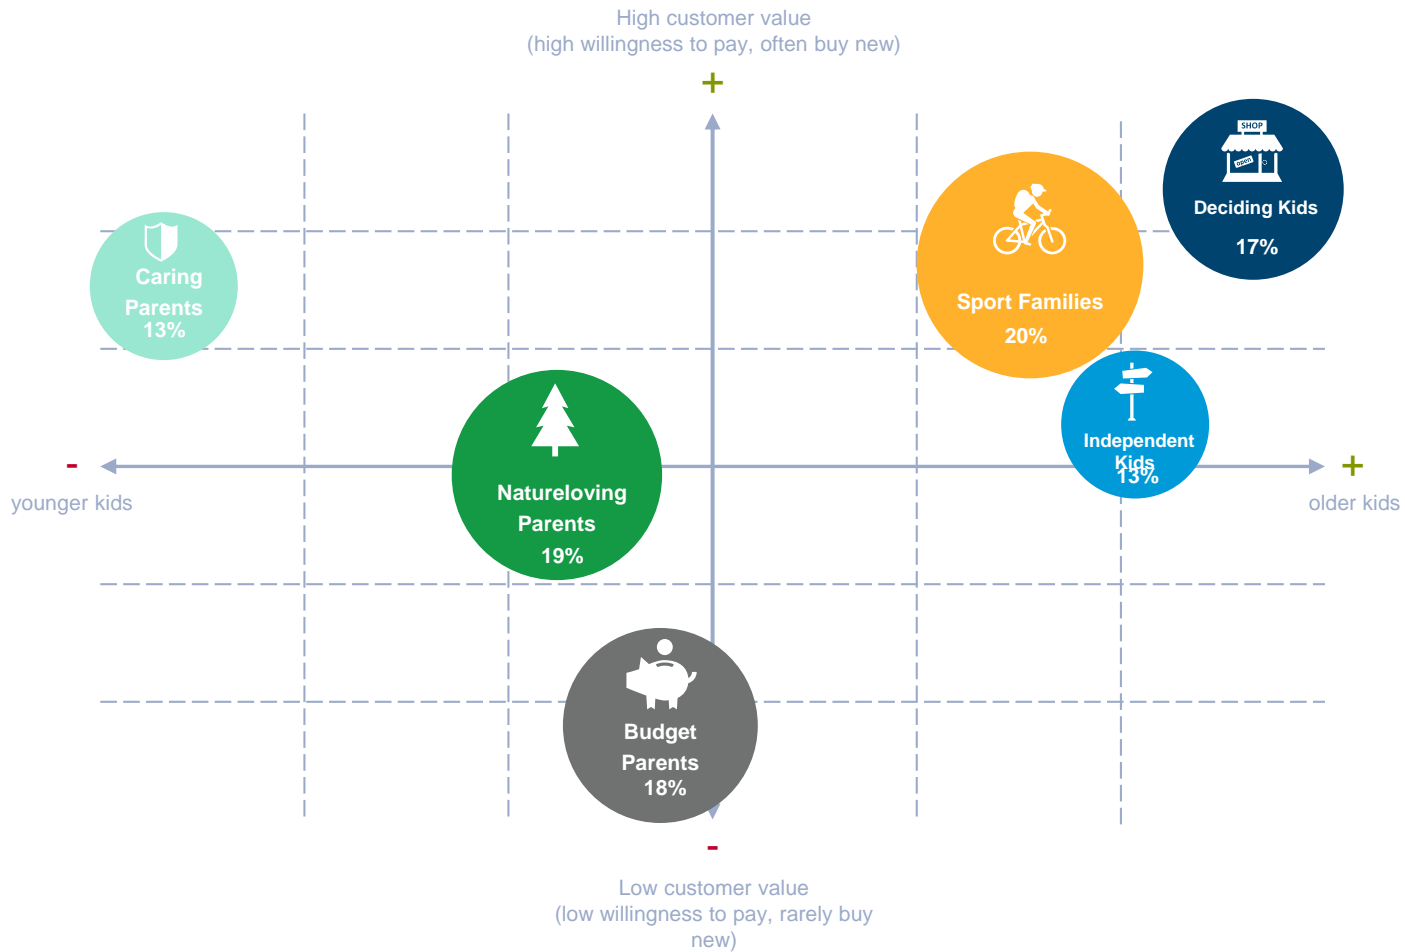 High customer value
(high willingness to pay, often buy new)
+
SHOP
open
Deciding Kids
17%
Caring
Parents
13%
Sport Families
20%
Independent
Kids
13%
Natureloving
Parents
19%
-
younger kids
+
older kids
Budget
Parents
18%
-
Low customer value
(low willingness to pay, rarely buy
new)